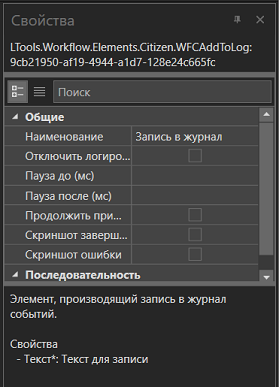 Свойства
LTools.Workflow.Elements.Citizen.WFCAddToLog:
9cb21950-af19-4944-a1d7-128e24c665fc
Поиск
Общие
Наименование Запись в журнал
Отключить логиро...
Пауза до (мс)
Пауза после (мс)
Продолжить при...
Скриншот заверш...
Скриншот ошибки
Последовательность
Элемент, производящий запись в журнал
событий.
Свойства
- Текст*: Текст для записи